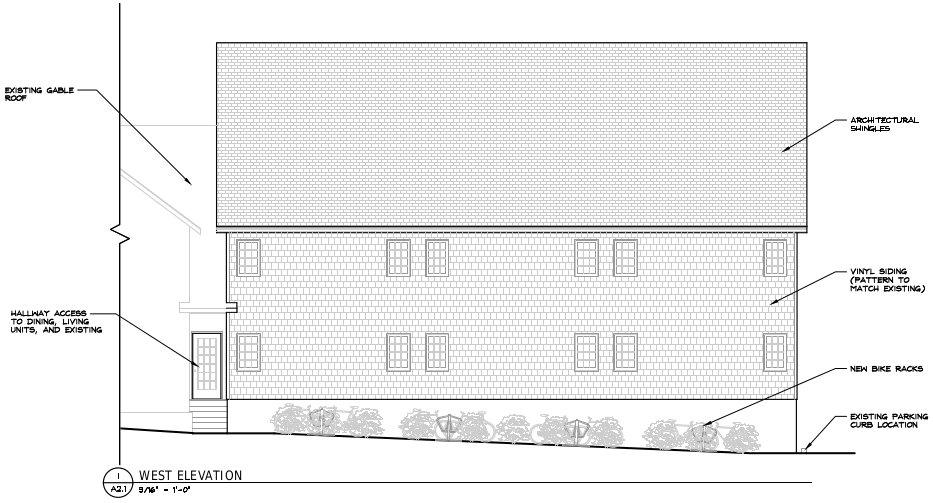 EXISTING GABLE
ROOF
ARCHITECTURAL
SHINGLES
VINYL SIDING
(PATTERN TO
MATCH EXISTING)
HALLWAY ACCESS
TO DINING, LIVING
UNITS, AND EXISTING
NEW BIKE RACKS
EXISTING PARKING
CURB LOCATION
1
A2.1
WEST ELEVATION
3/16" = 1'-0"